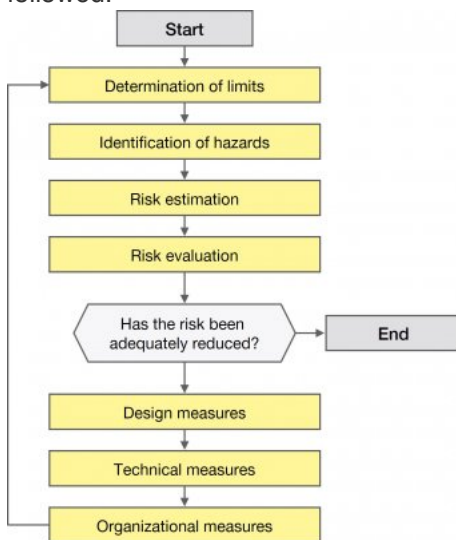 Start
Determination of limits
Identification of hazards
Risk estimation
Risk evaluation
Has the risk been
adequately reduced?
End
Design measures
Technical measures
Organizational measures